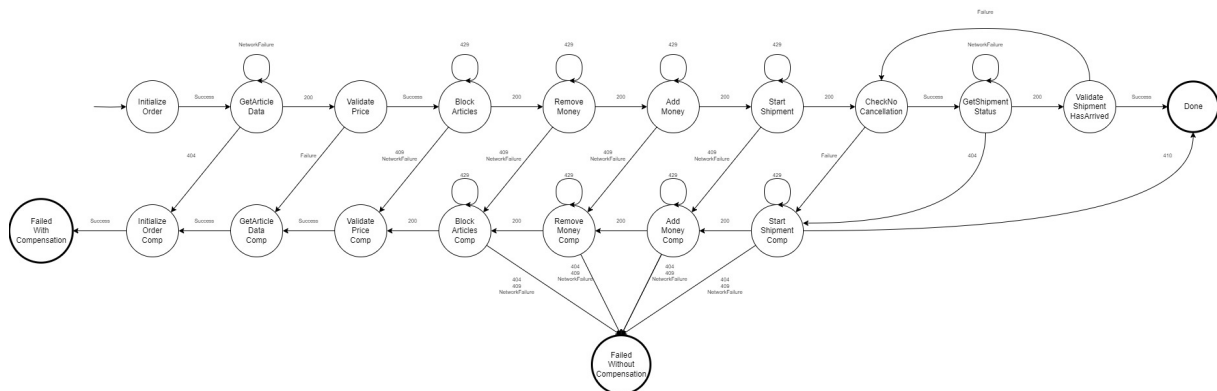 Failure
NetworkFailure
429
429
429
429
NetworkFailure
Initialize
Order
Success
GetArticle
Data
200
Validate
Price
Success
Block
Articles
200
Remove
Money
200
Add
Money
200
Start
Shipment
200
CheckNo
Cancellation
Success
GetShipment
Status
200
Validate
Shipment
HasArrived
Success
Done
404
Failure
409
NetworkFailure
409
NetworkFailure
409
NetworkFailure
409
NetworkFailure
Failure
404
410
429
429
429
429
Failed
With
Compensation
Success
Initialize
Order
Comp
Success
GetArticle
Data
Comp
Success
Validate
Price
Comp
200
Block
Articles
Comp
200
Remove
Money
Comp
200
Add
Money
Comp
200
Start
Shipment
Comp
404
409
NetworkFailure
404
409
NetworkFailure
404
409
NetworkFailure
404
409
NetworkFailure
Failed
Without
Compensation